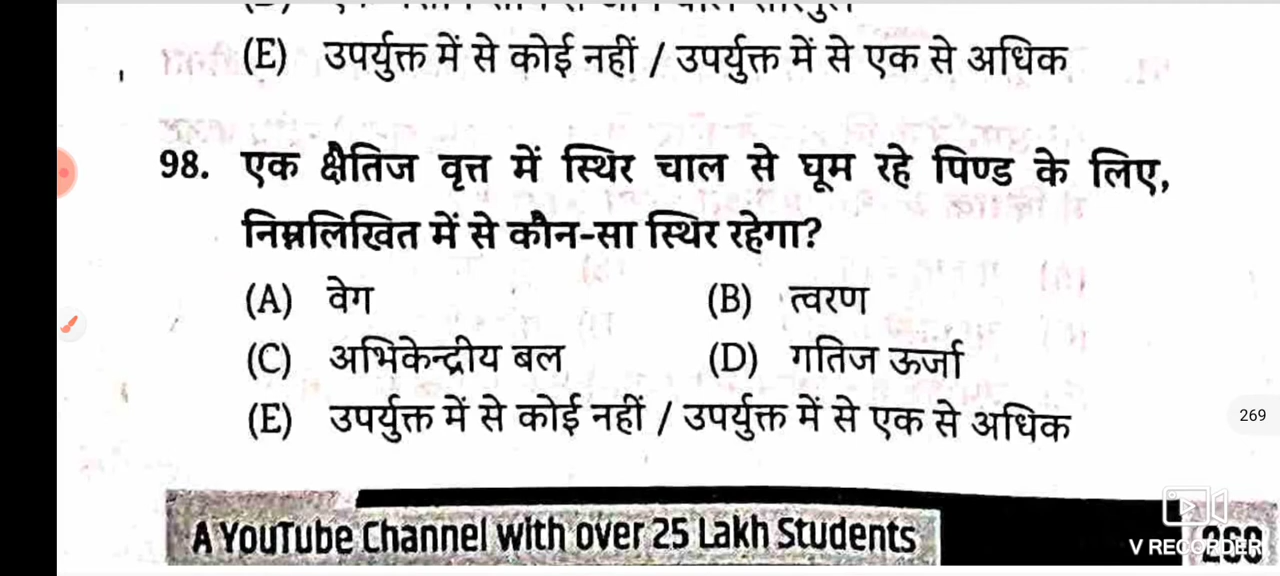 (E) उपर्युक्त में से कोई नहीं / उपर्युक्त में से एक से अधिक
98. एक क्षैतिज वृत्त में स्थिर चाल से घूम रहे पिण्ड के लिए,
निम्नलिखित में से कौन-सा स्थिर रहेगा?
(A) वेग (B) त्वरण
(C) अभिकेन्द्रीय बल (D) गतिज ऊर्जा
269
(E) उपर्युक्त में से कोई नहीं / उपर्युक्त में से एक से अधिक
A YouTube Channel with over 25 Lakh Students
V RECORDER